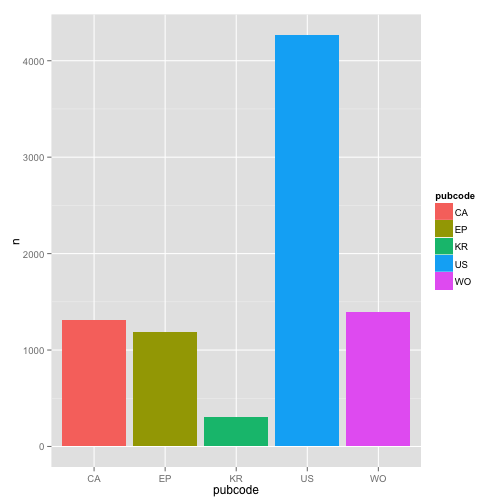 4000
3000
2000
1000
0
n
CA EP KR US WO
pubcode
pubcode
CA
EP
KR
US
WO